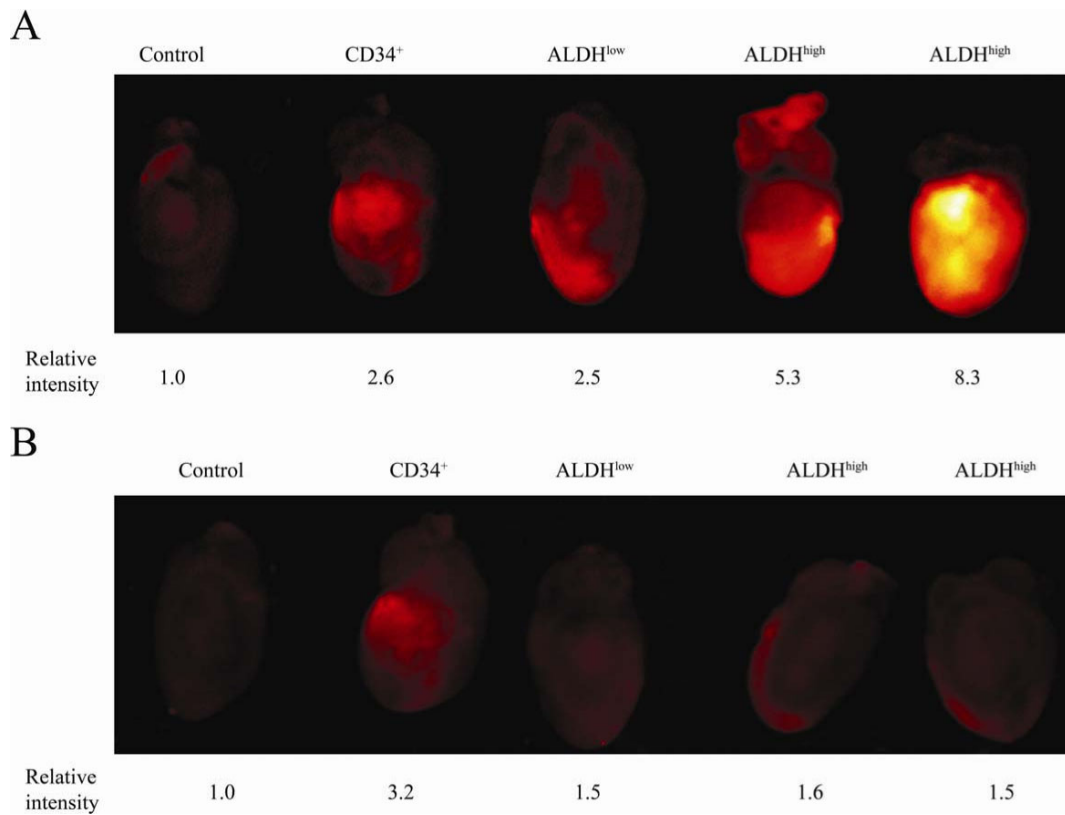 A
Control CD34⁺ ALDHˡᵒʷ ALDHʰⁱᵍʰ ALDHʰⁱᵍʰ
Relative
intensity 1.0 2.6 2.5 5.3 8.3
B
Control CD34⁺ ALDHˡᵒʷ ALDHʰⁱᵍʰ ALDHʰⁱᵍʰ
Relative
intensity 1.0 3.2 1.5 1.6 1.5